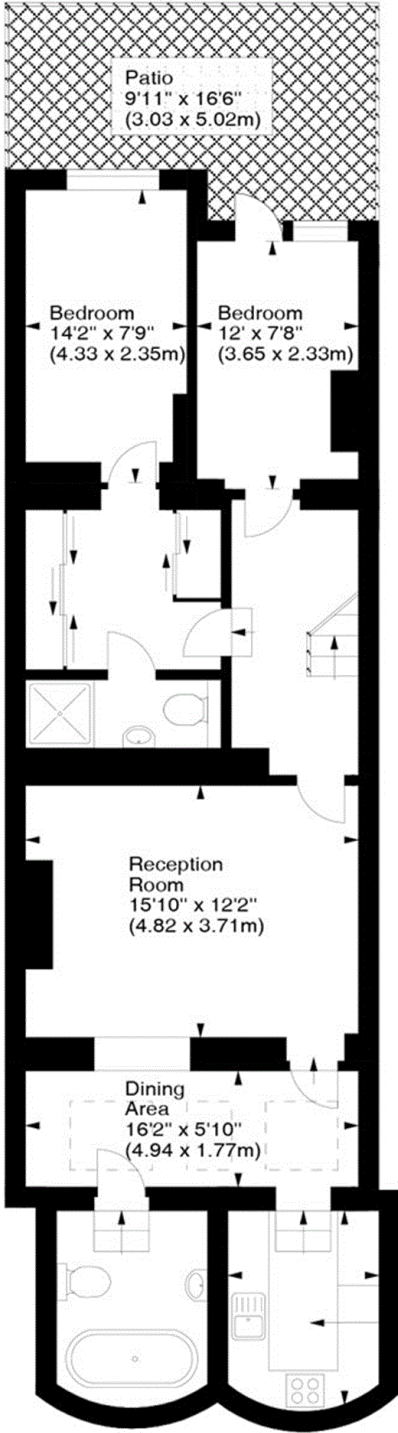 Patio
9'11" x 16'6"
(3.03 x 5.02m)
Bedroom
14'2" x 7'9"
(4.33 x 2.35m)
Bedroom
12' x 7'8"
(3.65 x 2.33m)
Reception
Room
15'10" x 12'2"
(4.82 x 3.71m)
Dining
Area
16'2" x 5'10"
(4.94 x 1.77m)